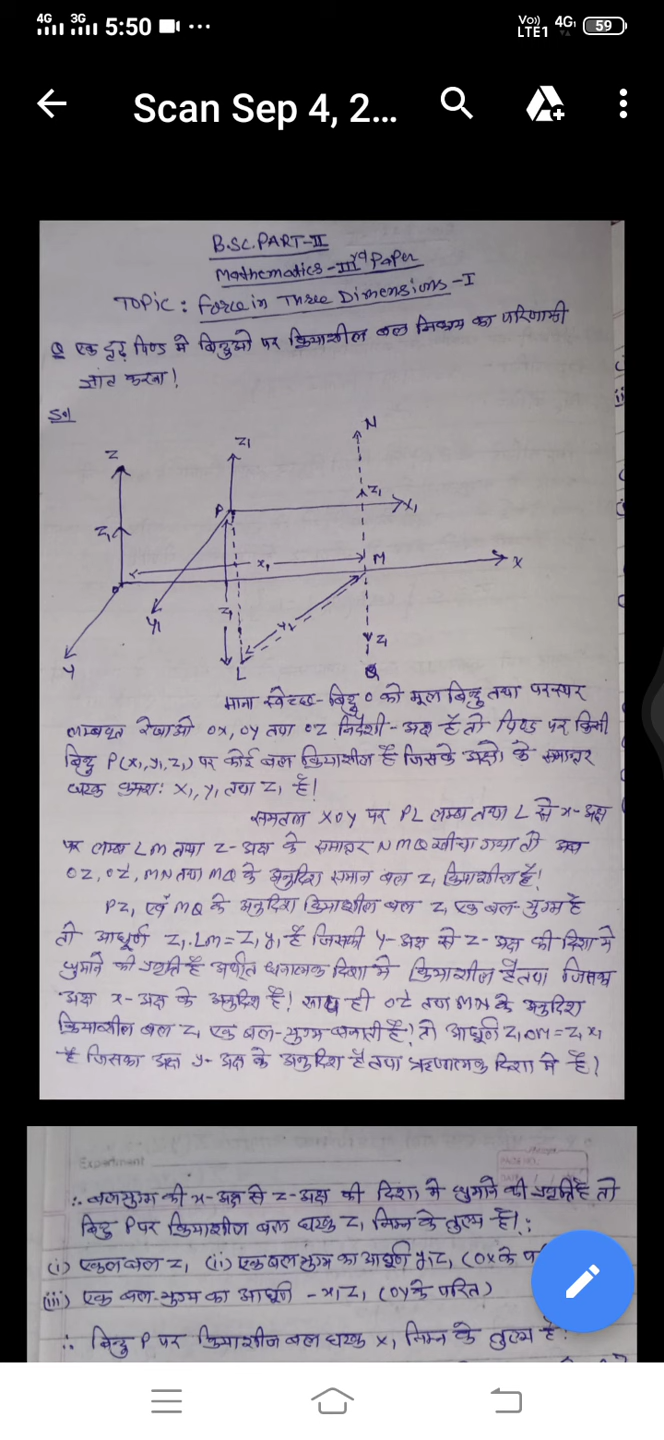 4G 3G 5:50 ...
Vo)) LTE1 4G 59
Scan Sep 4, 2...
B.SC. PART-II
Mathematics-IIIrd Paper
TOPIC: Force in Three Dimensions-I
Q एक दृढ़ पिण्ड मे बिन्दुओ पर क्रियाशील बल निकाय का परिणामी
ज्ञात करना!
Sol
N
Z Z1
P Z1 X1
Z1
x1 M X
O
Y1 Z1 y1 Z1
Y L Q
माना स्वेच्छ-बिन्दु O को मूल बिन्दु तथा परस्पर
लम्बवत रेखाओ OX, OY तथा OZ निर्देशी-अक्ष है तो पिण्ड पर किसी
बिन्दु P(x1, y1, z1) पर कोई बल क्रियाशील है जिसके अक्षो के समान्तर
घटक क्रमश: X1, Y1 तथा Z1 है!
समतल XOY पर PL लम्ब तथा L से x-अक्ष
पर लम्ब LM तथा Z-अक्ष के समान्तर NMQ खींचा गया तो अब
OZ, OZ', MN तथा MQ के अनुदिश समान बल Z1 क्रियाशील है!
PZ1 एवं MQ के अनुदिश क्रियाशील बल Z1 एक बल-युग्म है
तो आघूर्ण Z1.LM = Z1y1 है जिसकी y-अक्ष से Z-अक्ष की दिशा मे
घुमाने की प्रवृति है अर्थात धनात्मक दिशा मे क्रियाशील है तथा जिसका
अक्ष x-अक्ष के अनुदिश है! साथ ही OZ' तथा MN के अनुदिश
क्रियाशील बल Z1 एक बल-युग्म बनाती है! तो आघूर्ण Z1OM = Z1x1
है जिसका अक्ष y-अक्ष के अनुदिश है तथा ऋणात्मक दिशा मे है!
Experiment
∴ बलयुग्म की x-अक्ष से Z-अक्ष की दिशा मे घुमाने की प्रवृति है तो
बिन्दु P पर क्रियाशील बल घटक Z1 निम्न के तुल्य है!:
(i) एकल बल Z1 (ii) एक बल युग्म का आघूर्ण y1Z1 (OX के प
(iii) एक बल-युग्म का आघूर्ण -x1Z1 (OY के परित)
∴ बिन्दु P पर क्रियाशील बल घटक X1 निम्न के तुल्य है: